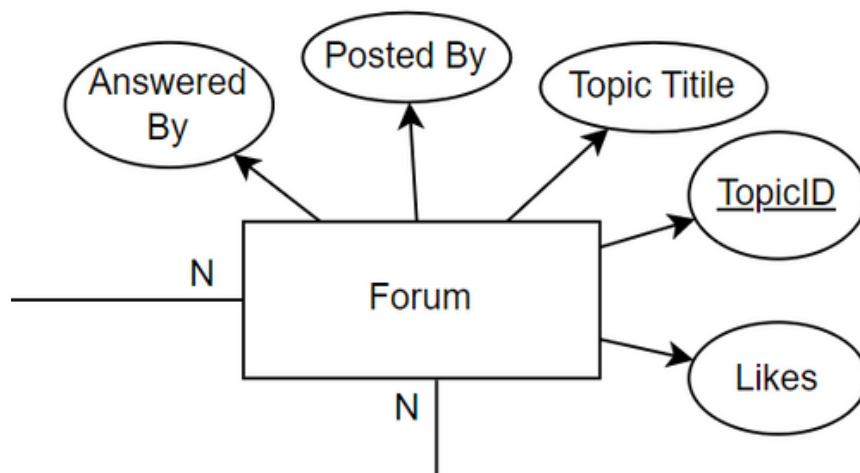 Answered
By
Posted By
Topic Titile
TopicID
N
Forum
Likes
N